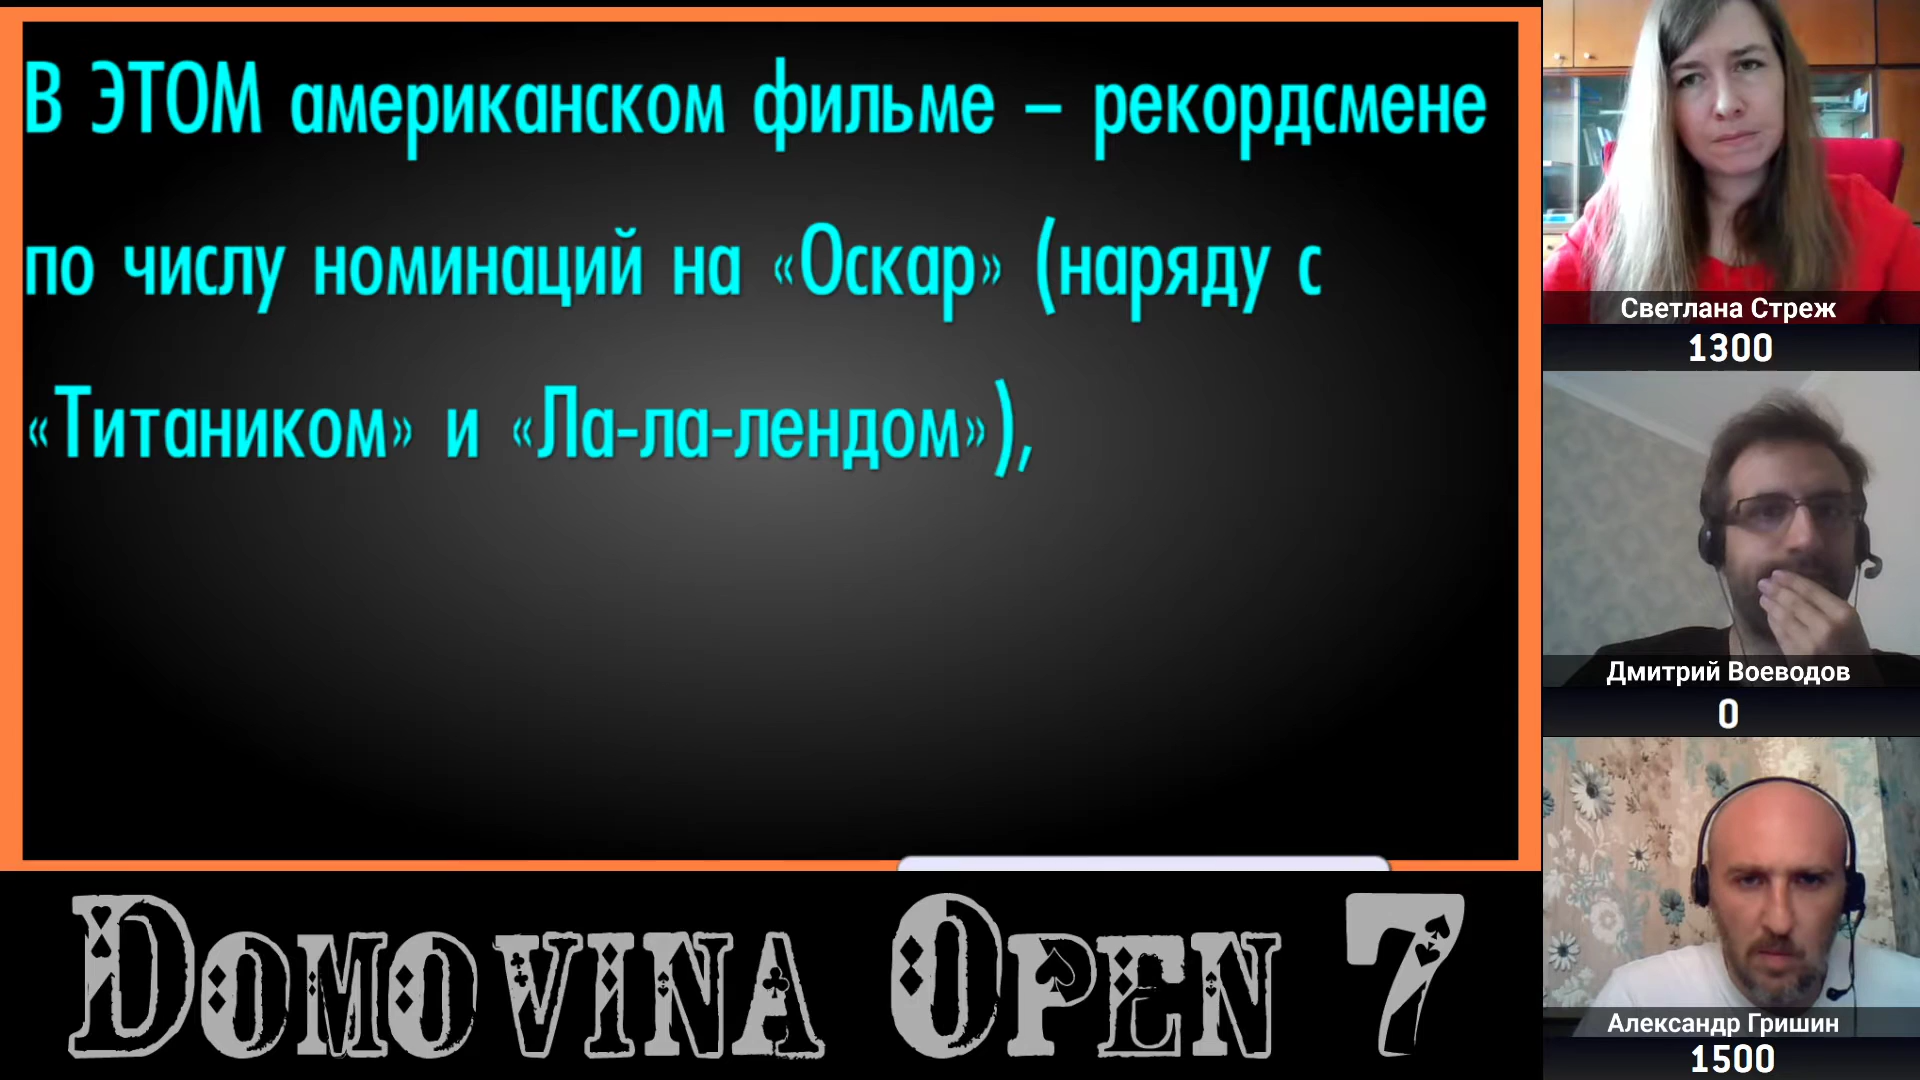 В ЭТОМ американском фильме – рекордсмене
по числу номинаций на «Оскар» (наряду с
«Титаником» и «Ла-ла-лендом»),
Светлана Стреж
1300
Дмитрий Воеводов
0
Александр Гришин
1500
DOMOVINA OPEN 7